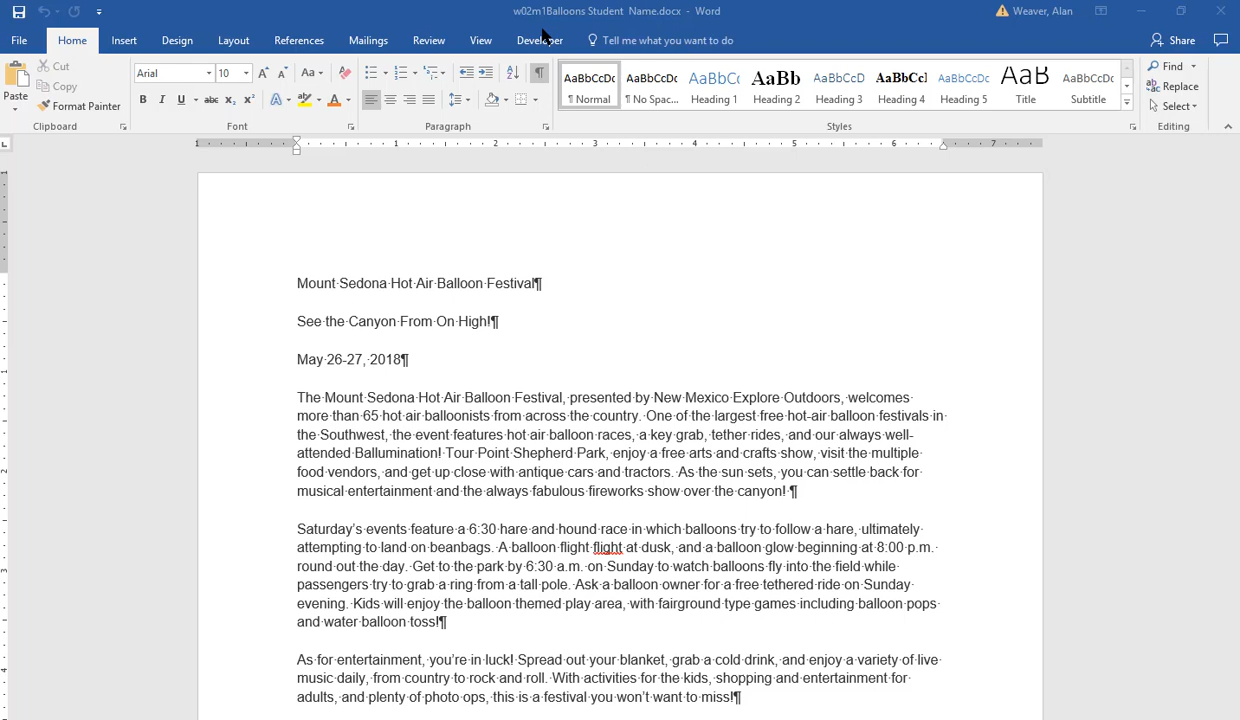 w02m1Balloons Student  Name.docx - Word
Weaver, Alan
File Home Insert Design Layout References Mailings Review View Developer Tell me what you want to do Share
Paste
Cut
Copy
Format Painter
Clipboard
Arial 10 Aa
B I U abc x₂ x² A A
Font
Paragraph
AaBbCcDc AaBbCcDc AaBbCc AaBb AaBbCcD AaBbCcI AaBbCcDc AaB AaBbCcDc
¶ Normal ¶ No Spac... Heading 1 Heading 2 Heading 3 Heading 4 Heading 5 Title Subtitle
Styles
Find
Replace
Select
Editing
1 1 2 3 4 5 6 7
Mount·Sedona·Hot·Air·Balloon·Festival¶
See·the·Canyon·From·On·High!¶
May·26-27,·2018¶
The·Mount·Sedona·Hot·Air·Balloon·Festival,·presented·by·New·Mexico·Explore·Outdoors,·welcomes·
more·than·65·hot·air·balloonists·from·across·the·country.··One·of·the·largest·free·hot-air·balloon·festivals·in·
the·Southwest,·the·event·features·hot·air·balloon·races,·a·key·grab,·tether·rides,·and·our·always·well-
attended·Ballumination!··Tour·Point·Shepherd·Park,·enjoy·a·free·arts·and·crafts·show,·visit·the·multiple·
food·vendors,·and·get·up·close·with·antique·cars·and·tractors.··As·the·sun·sets,·you·can·settle·back·for·
musical·entertainment·and·the·always·fabulous·fireworks·show·over·the·canyon!·¶
Saturday's·events·feature·a·6:30·hare·and·hound·race·in·which·balloons·try·to·follow·a·hare,·ultimately·
attempting·to·land·on·beanbags.··A·balloon·flight·flight·at·dusk,·and·a·balloon·glow·beginning·at·8:00·p.m.·
round·out·the·day.··Get·to·the·park·by·6:30·a.m.·on·Sunday·to·watch·balloons·fly·into·the·field·while·
passengers·try·to·grab·a·ring·from·a·tall·pole.··Ask·a·balloon·owner·for·a·free·tethered·ride·on·Sunday·
evening.··Kids·will·enjoy·the·balloon·themed·play·area,·with·fairground·type·games·including·balloon·pops·
and·water·balloon·toss!¶
As·for·entertainment,·you're·in·luck!·Spread·out·your·blanket,·grab·a·cold·drink,·and·enjoy·a·variety·of·live·
music·daily,·from·country·to·rock·and·roll.··With·activities·for·the·kids,·shopping·and·entertainment·for·
adults,·and·plenty·of·photo·ops,·this·is·a·festival·you·won't·want·to·miss!¶